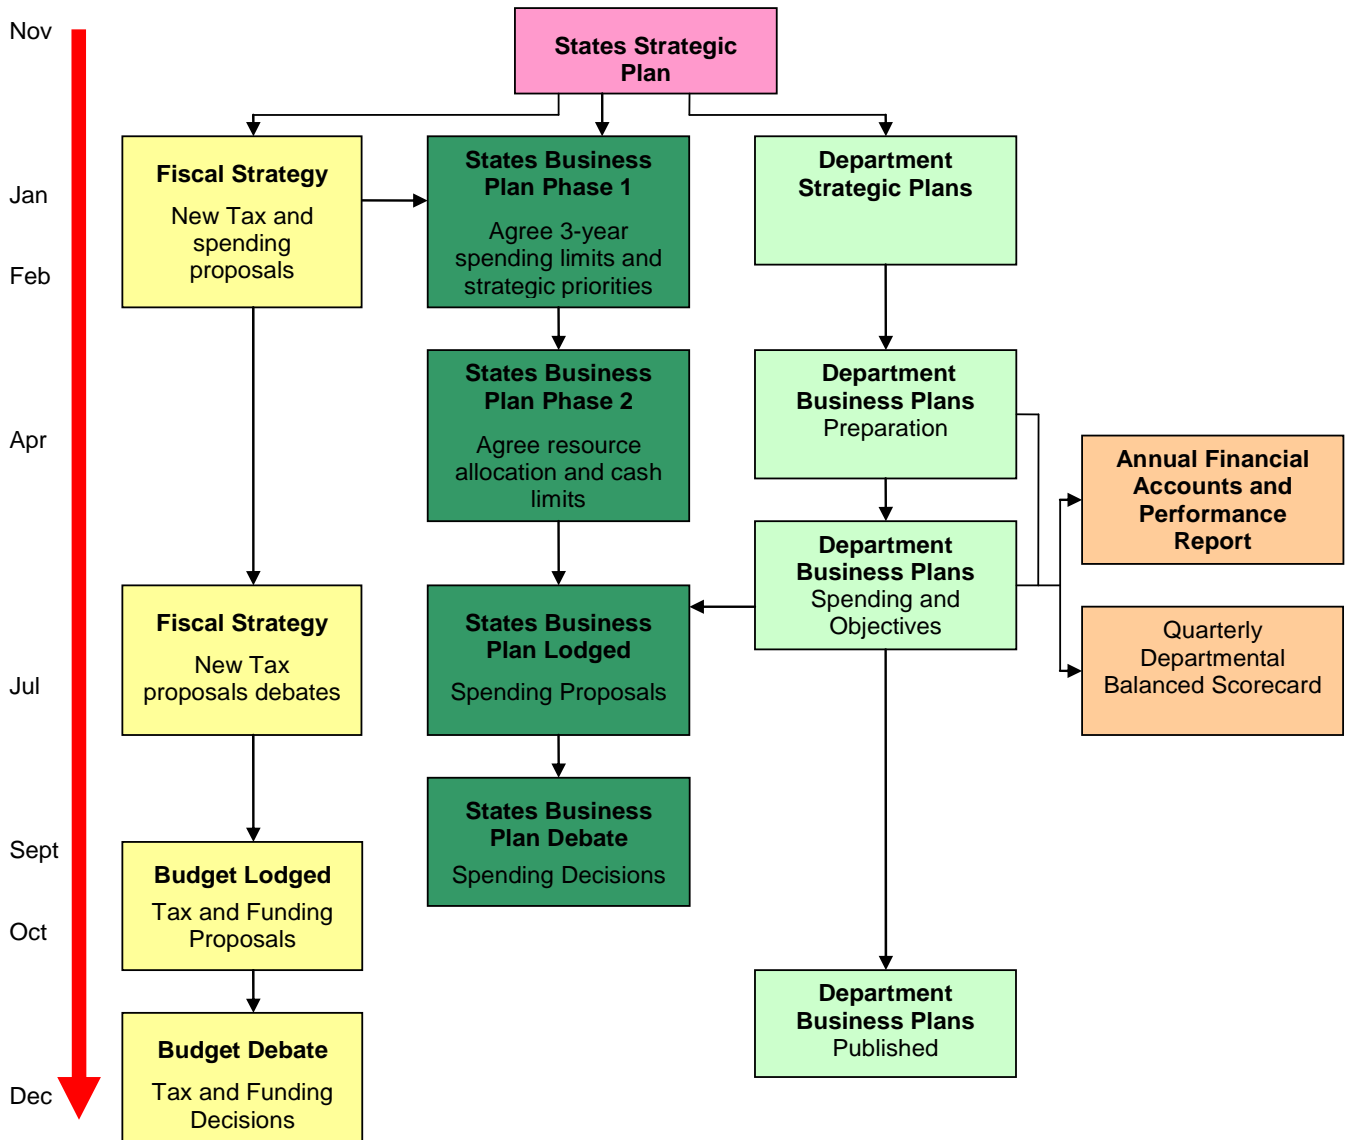 Nov
States Strategic
Plan
Jan
Feb
Apr
Jul
Sept
Oct
Dec
Fiscal Strategy
New Tax and
spending
proposals
States Business
Plan Phase 1
Agree 3-year
spending limits and
strategic priorities
Department
Strategic Plans
States Business
Plan Phase 2
Agree resource
allocation and cash
limits
Department
Business Plans
Preparation
Annual Financial
Accounts and
Performance
Report
Department
Business Plans
Spending and
Objectives
Fiscal Strategy
New Tax
proposals debates
States Business
Plan Lodged
Spending Proposals
Quarterly
Departmental
Balanced Scorecard
States Business
Plan Debate
Spending Decisions
Budget Lodged
Tax and Funding
Proposals
Department
Business Plans
Published
Budget Debate
Tax and Funding
Decisions